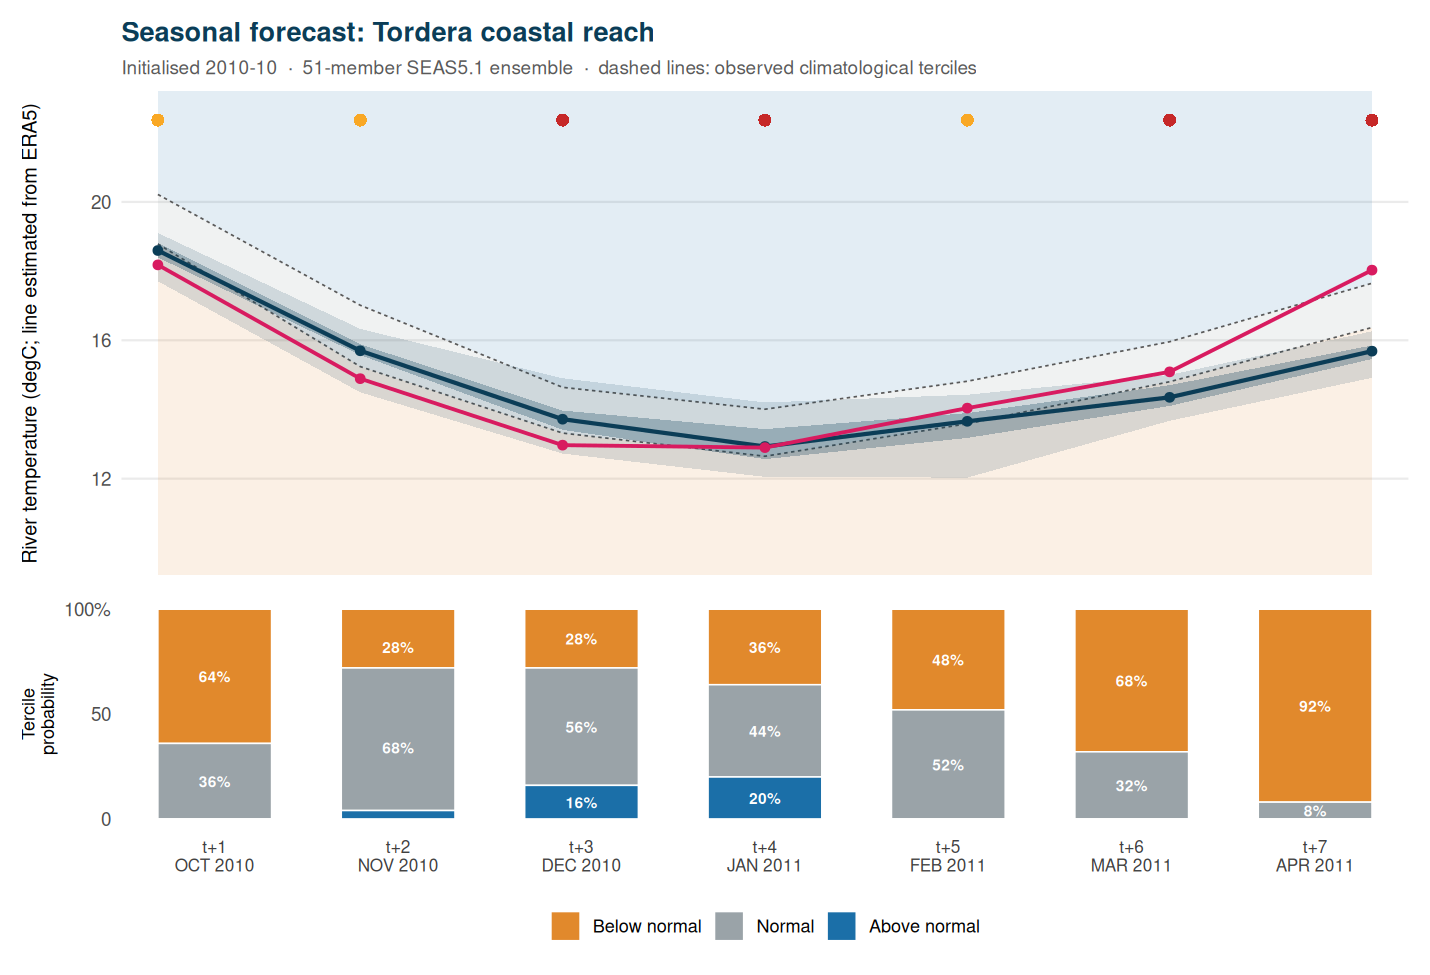 Seasonal forecast: Tordera coastal reach
Initialised 2010-10 · 51-member SEAS5.1 ensemble · dashed lines: observed climatological terciles
River temperature (degC; line estimated from ERA5)
20
16
12
Tercile
probability
100%
50
0
64%
36%
28%
68%
28%
56%
16%
36%
44%
20%
48%
52%
68%
32%
92%
8%
t+1
OCT 2010
t+2
NOV 2010
t+3
DEC 2010
t+4
JAN 2011
t+5
FEB 2011
t+6
MAR 2011
t+7
APR 2011
Below normal
Normal
Above normal